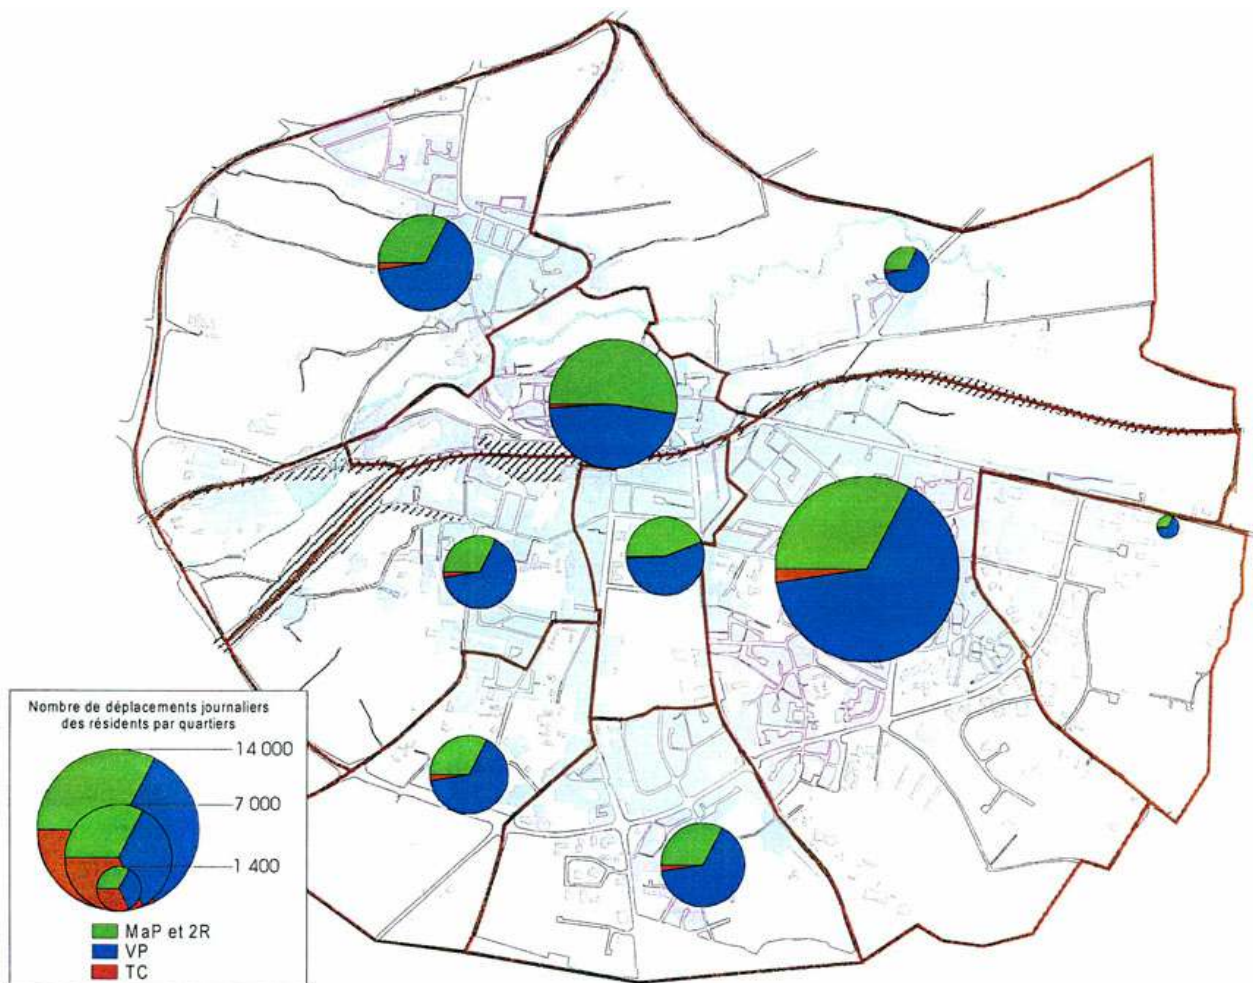 Nombre de déplacements journaliers
des résidents par quartiers
14 000
7 000
1 400
MaP et 2R
VP
TC